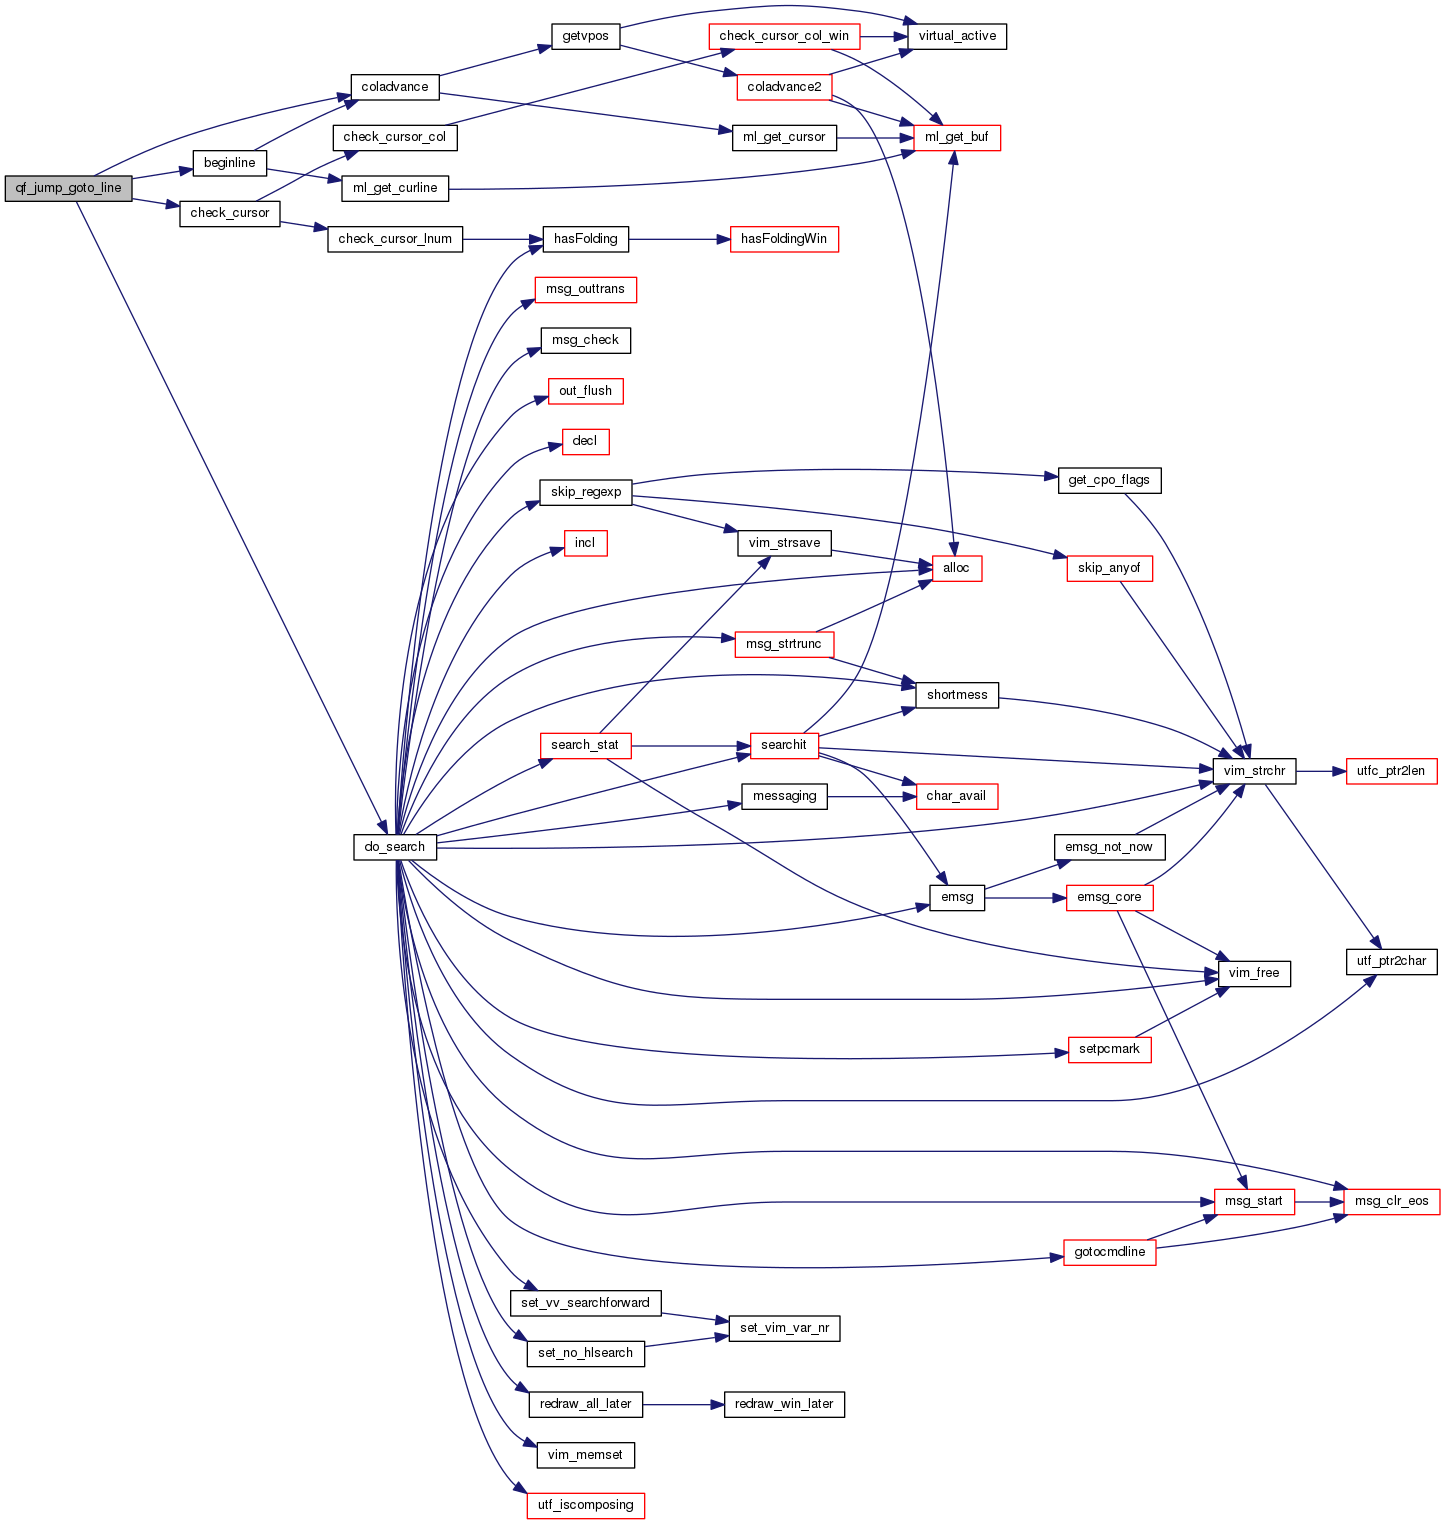 getvpos
check_cursor_col_win
virtual_active
coladvance
coladvance2
check_cursor_col
ml_get_cursor
ml_get_buf
beginline
qf_jump_goto_line
ml_get_curline
check_cursor
check_cursor_lnum
hasFolding
hasFoldingWin
msg_outtrans
msg_check
out_flush
decl
get_cpo_flags
skip_regexp
incl
vim_strsave
alloc
skip_anyof
msg_strtrunc
shortmess
search_stat
searchit
vim_strchr
utfc_ptr2len
messaging
char_avail
do_search
emsg_not_now
emsg
emsg_core
utf_ptr2char
vim_free
setpcmark
msg_start
msg_clr_eos
gotocmdline
set_vv_searchforward
set_vim_var_nr
set_no_hlsearch
redraw_all_later
redraw_win_later
vim_memset
utf_iscomposing